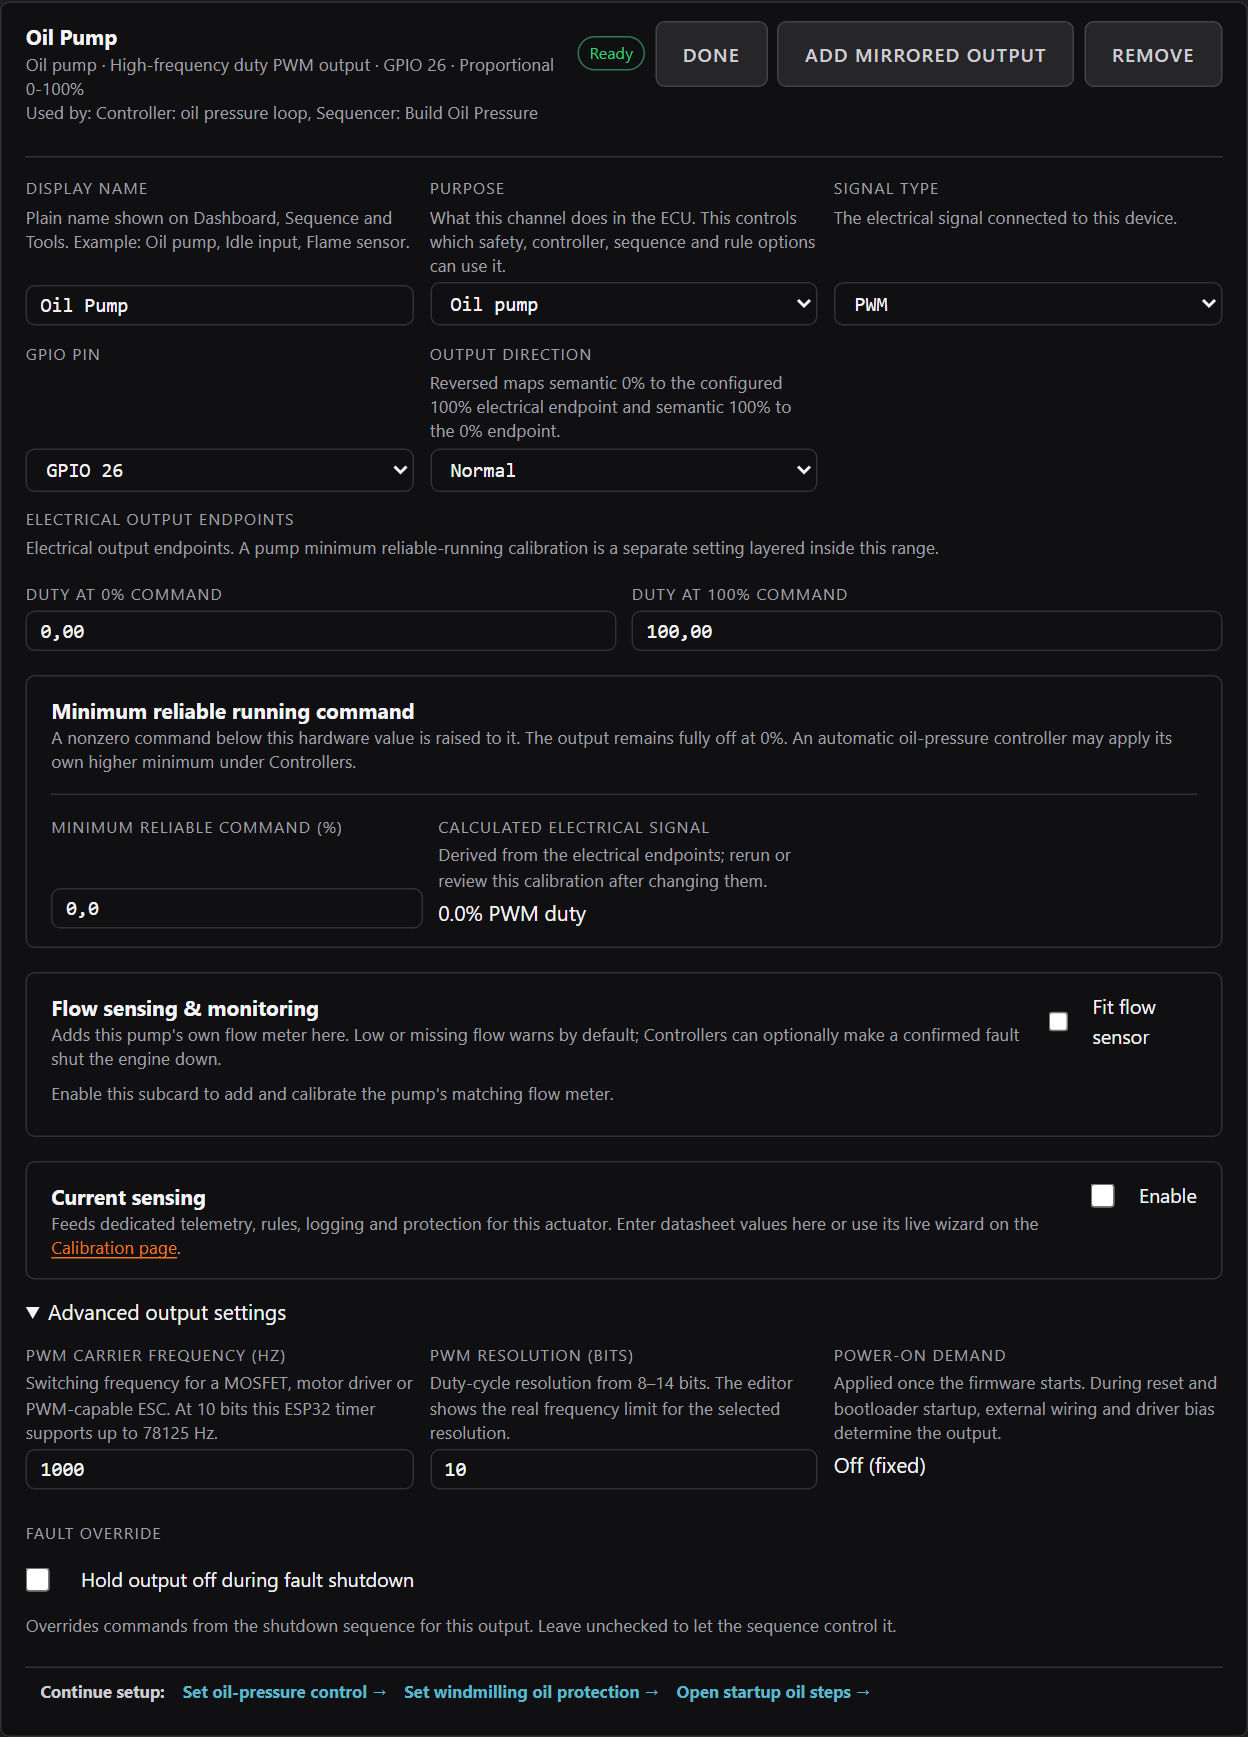 Oil Pump
Oil pump · High-frequency duty PWM output · GPIO 26 · Proportional
0-100%
Used by: Controller: oil pressure loop, Sequencer: Build Oil Pressure
Ready
DONE
ADD MIRRORED OUTPUT
REMOVE
DISPLAY NAME
Plain name shown on Dashboard, Sequence and
Tools. Example: Oil pump, Idle input, Flame sensor.
Oil Pump
PURPOSE
What this channel does in the ECU. This controls
which safety, controller, sequence and rule options
can use it.
Oil pump
SIGNAL TYPE
The electrical signal connected to this device.
PWM
GPIO PIN
GPIO 26
OUTPUT DIRECTION
Reversed maps semantic 0% to the configured
100% electrical endpoint and semantic 100% to
the 0% endpoint.
Normal
ELECTRICAL OUTPUT ENDPOINTS
Electrical output endpoints. A pump minimum reliable-running calibration is a separate setting layered inside this range.
DUTY AT 0% COMMAND
0,00
DUTY AT 100% COMMAND
100,00
Minimum reliable running command
A nonzero command below this hardware value is raised to it. The output remains fully off at 0%. An automatic oil-pressure controller may apply its
own higher minimum under Controllers.
MINIMUM RELIABLE COMMAND (%)
0,0
CALCULATED ELECTRICAL SIGNAL
Derived from the electrical endpoints; rerun or
review this calibration after changing them.
0.0% PWM duty
Flow sensing & monitoring
Adds this pump's own flow meter here. Low or missing flow warns by default; Controllers can optionally make a confirmed fault
shut the engine down.
Enable this subcard to add and calibrate the pump's matching flow meter.
Fit flow
sensor
Current sensing
Feeds dedicated telemetry, rules, logging and protection for this actuator. Enter datasheet values here or use its live wizard on the
Calibration page.
Enable
▼ Advanced output settings
PWM CARRIER FREQUENCY (HZ)
Switching frequency for a MOSFET, motor driver or
PWM-capable ESC. At 10 bits this ESP32 timer
supports up to 78125 Hz.
1000
PWM RESOLUTION (BITS)
Duty-cycle resolution from 8–14 bits. The editor
shows the real frequency limit for the selected
resolution.
10
POWER-ON DEMAND
Applied once the firmware starts. During reset and
bootloader startup, external wiring and driver bias
determine the output.
Off (fixed)
FAULT OVERRIDE
Hold output off during fault shutdown
Overrides commands from the shutdown sequence for this output. Leave unchecked to let the sequence control it.
Continue setup: Set oil-pressure control → Set windmilling oil protection → Open startup oil steps →